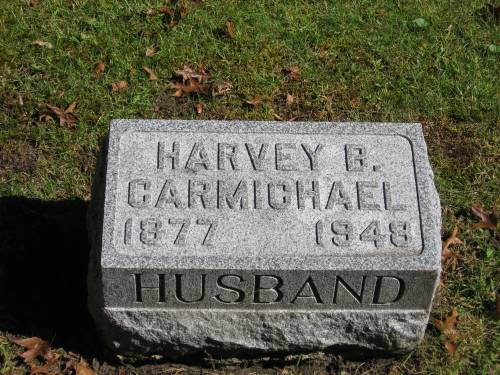 HARVEY B.
CARMICHAEL
1877 1948
HUSBAND